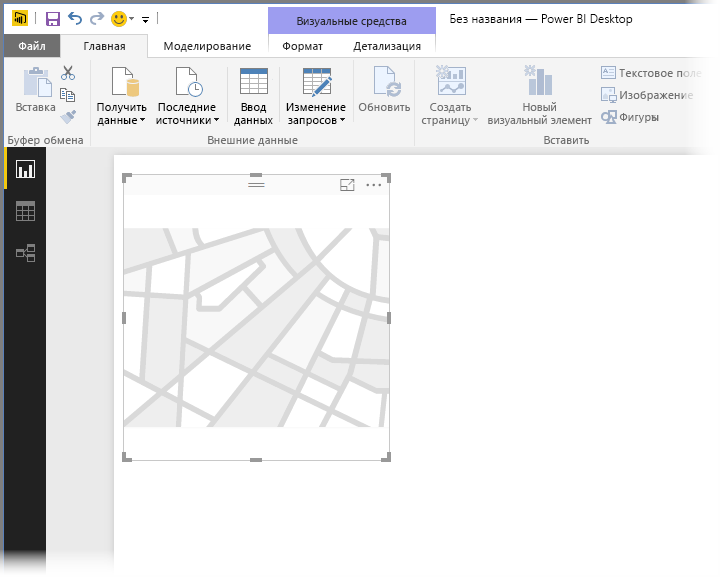 Визуальные средства
Без названия — Power BI Desktop
Файл
Главная
Моделирование
Формат
Детализация
Вставка
Получить
данные
Последние
источники
Ввод
данных
Изменение
запросов
Обновить
Создать
страницу
Новый
визуальный элемент
Текстовое поле
Изображение
Фигуры
Буфер обмена
Внешние данные
Вставить